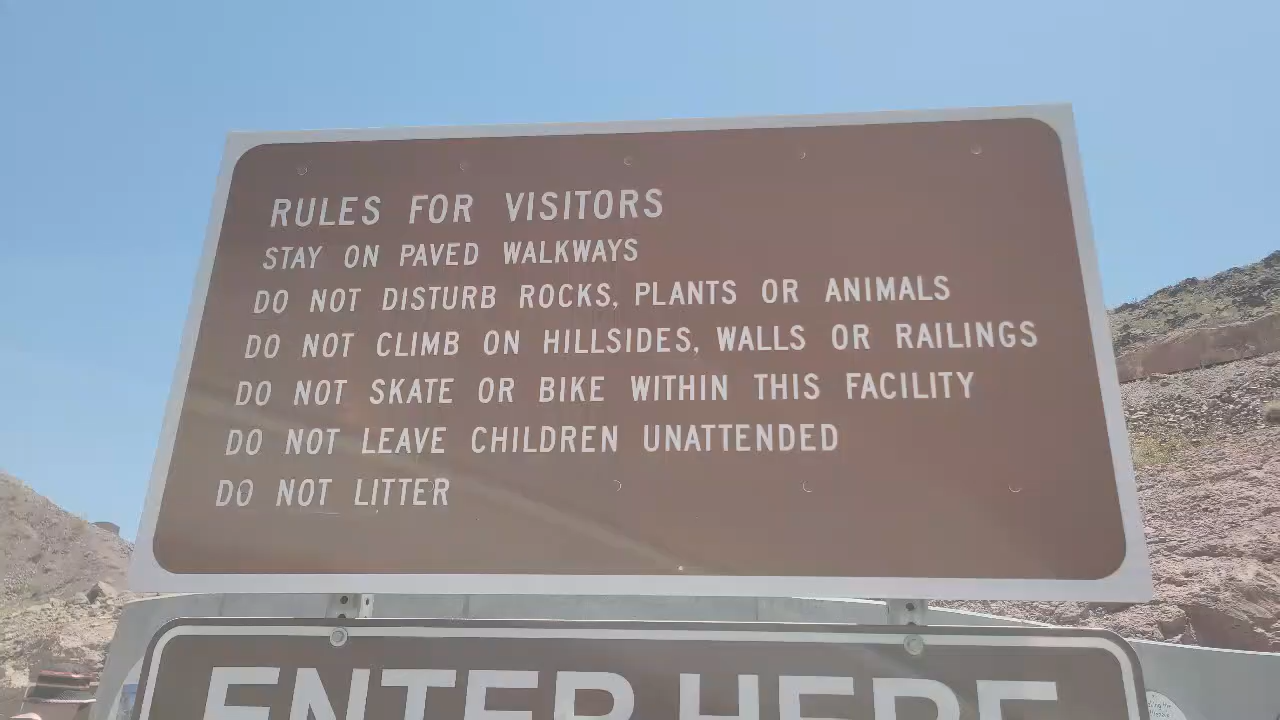 RULES FOR VISITORS
STAY ON PAVED WALKWAYS
DO NOT DISTURB ROCKS, PLANTS OR ANIMALS
DO NOT CLIMB ON HILLSIDES, WALLS OR RAILINGS
DO NOT SKATE OR BIKE WITHIN THIS FACILITY
DO NOT LEAVE CHILDREN UNATTENDED
DO NOT LITTER
ENTER HERE